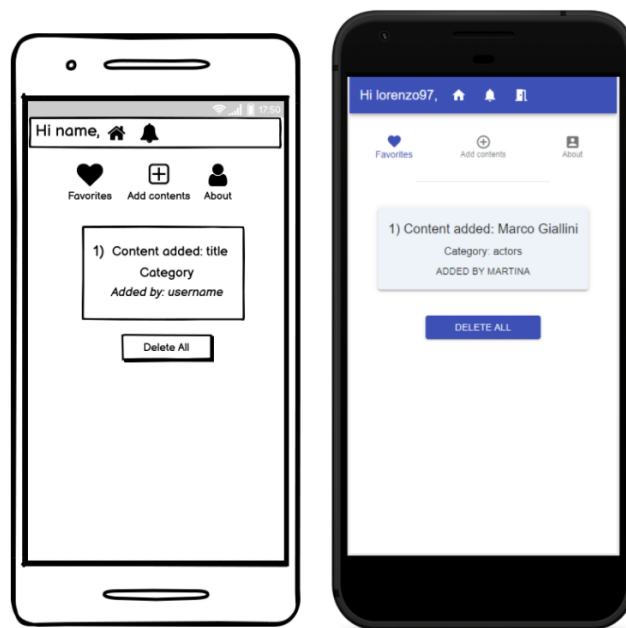 17:50
Hi name,
Favorites Add contents About
1) Content added: title
Category
Added by: username
Delete All
Hi lorenzo97,
Favorites Add contents About
1) Content added: Marco Giallini
Category: actors
ADDED BY MARTINA
DELETE ALL